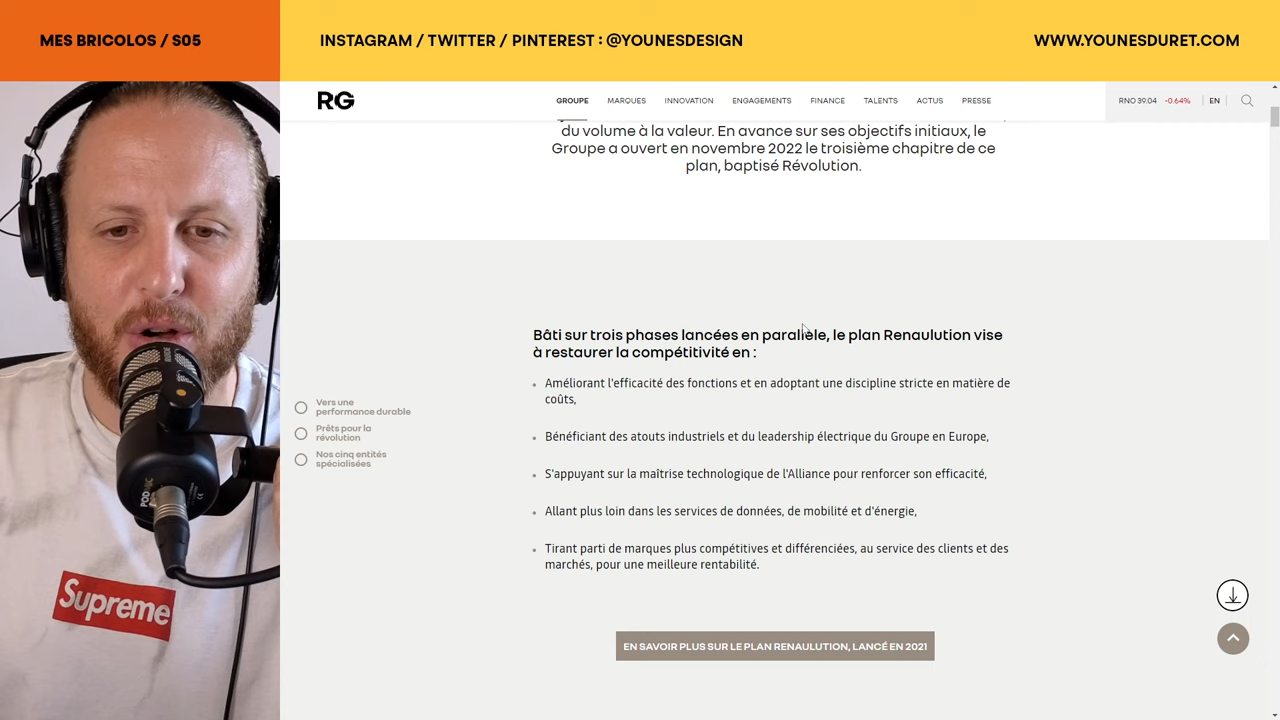 MES BRICOLOS / S05
INSTAGRAM / TWITTER / PINTEREST : @YOUNESDESIGN
WWW.YOUNESDURET.COM
RG
GROUPE
MARQUES
INNOVATION
ENGAGEMENTS
FINANCE
TALENTS
ACTUS
PRESSE
RNO 39.04 -0.64%
EN
du volume à la valeur. En avance sur ses objectifs initiaux, le
Groupe a ouvert en novembre 2022 le troisième chapitre de ce
plan, baptisé Révolution.
Bâti sur trois phases lancées en parallèle, le plan Renaulution vise
à restaurer la compétitivité en :
Améliorant l'efficacité des fonctions et en adoptant une discipline stricte en matière de
coûts,
Bénéficiant des atouts industriels et du leadership électrique du Groupe en Europe,
S'appuyant sur la maîtrise technologique de l'Alliance pour renforcer son efficacité,
Allant plus loin dans les services de données, de mobilité et d'énergie,
Tirant parti de marques plus compétitives et différenciées, au service des clients et des
marchés, pour une meilleure rentabilité.
Vers une
performance durable
Prêts pour la
révolution
Nos cinq entités
spécialisées
EN SAVOIR PLUS SUR LE PLAN RENAULUTION, LANCÉ EN 2021
Supreme